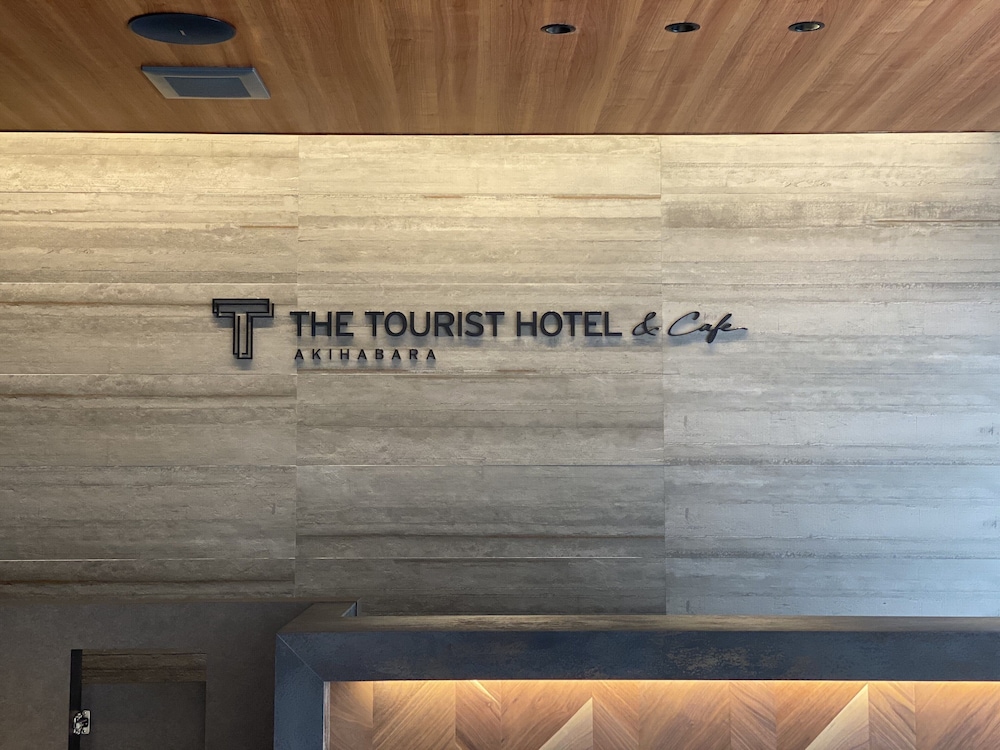 T THE TOURIST HOTEL & Cafe
AKIHABARA